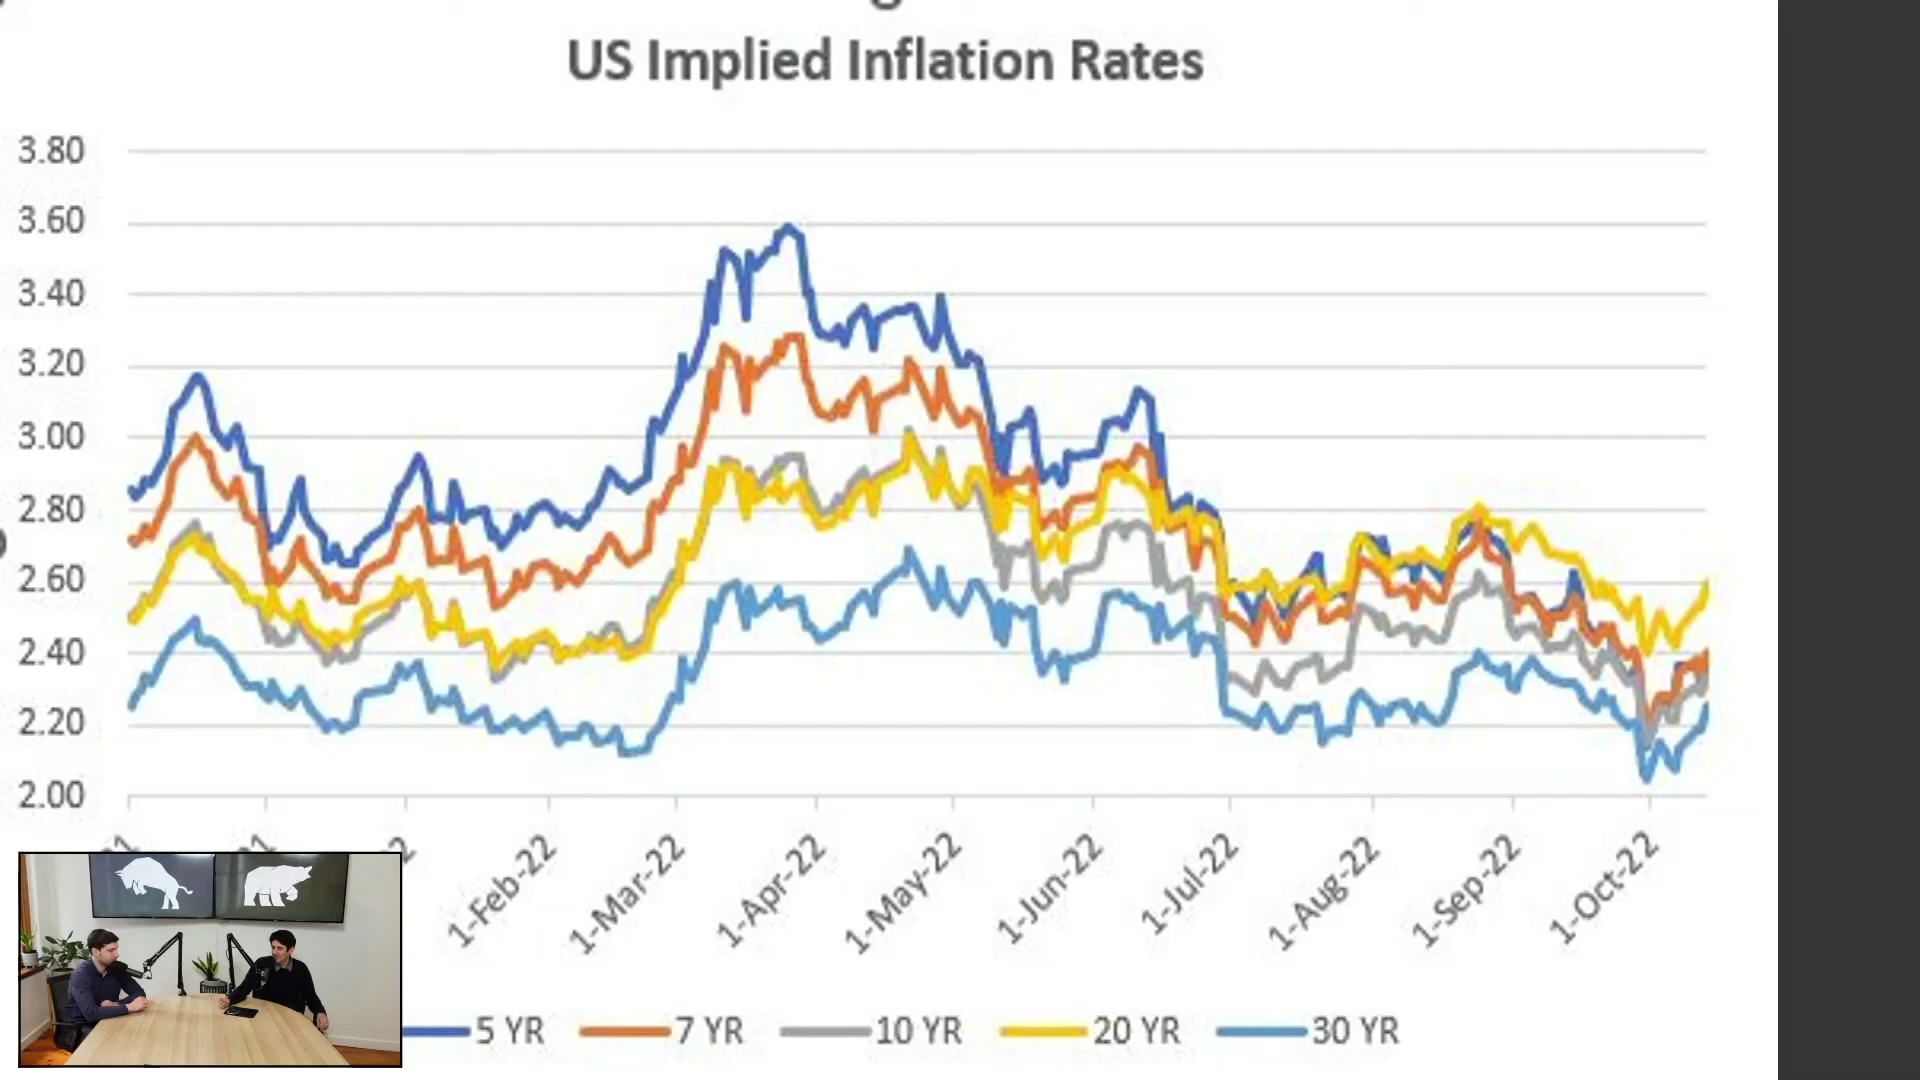 US Implied Inflation Rates
3.80
3.60
3.40
3.20
3.00
2.80
2.60
2.40
2.20
2.00
1-Feb-22
1-Mar-22
1-Apr-22
1-May-22
1-Jun-22
1-Jul-22
1-Aug-22
1-Sep-22
1-Oct-22
5 YR
7 YR
10 YR
20 YR
30 YR